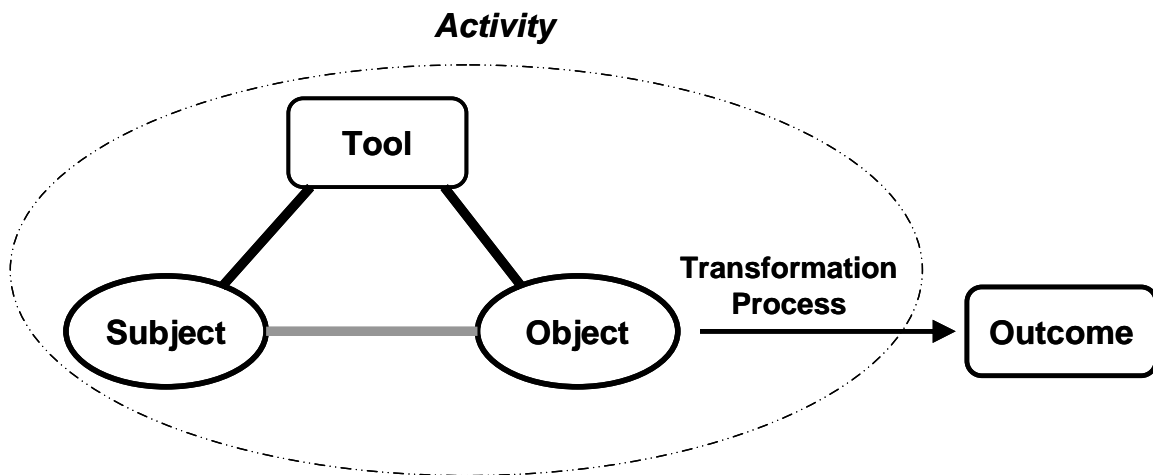 Activity
Tool
Transformation
Process
Subject
Object
Outcome